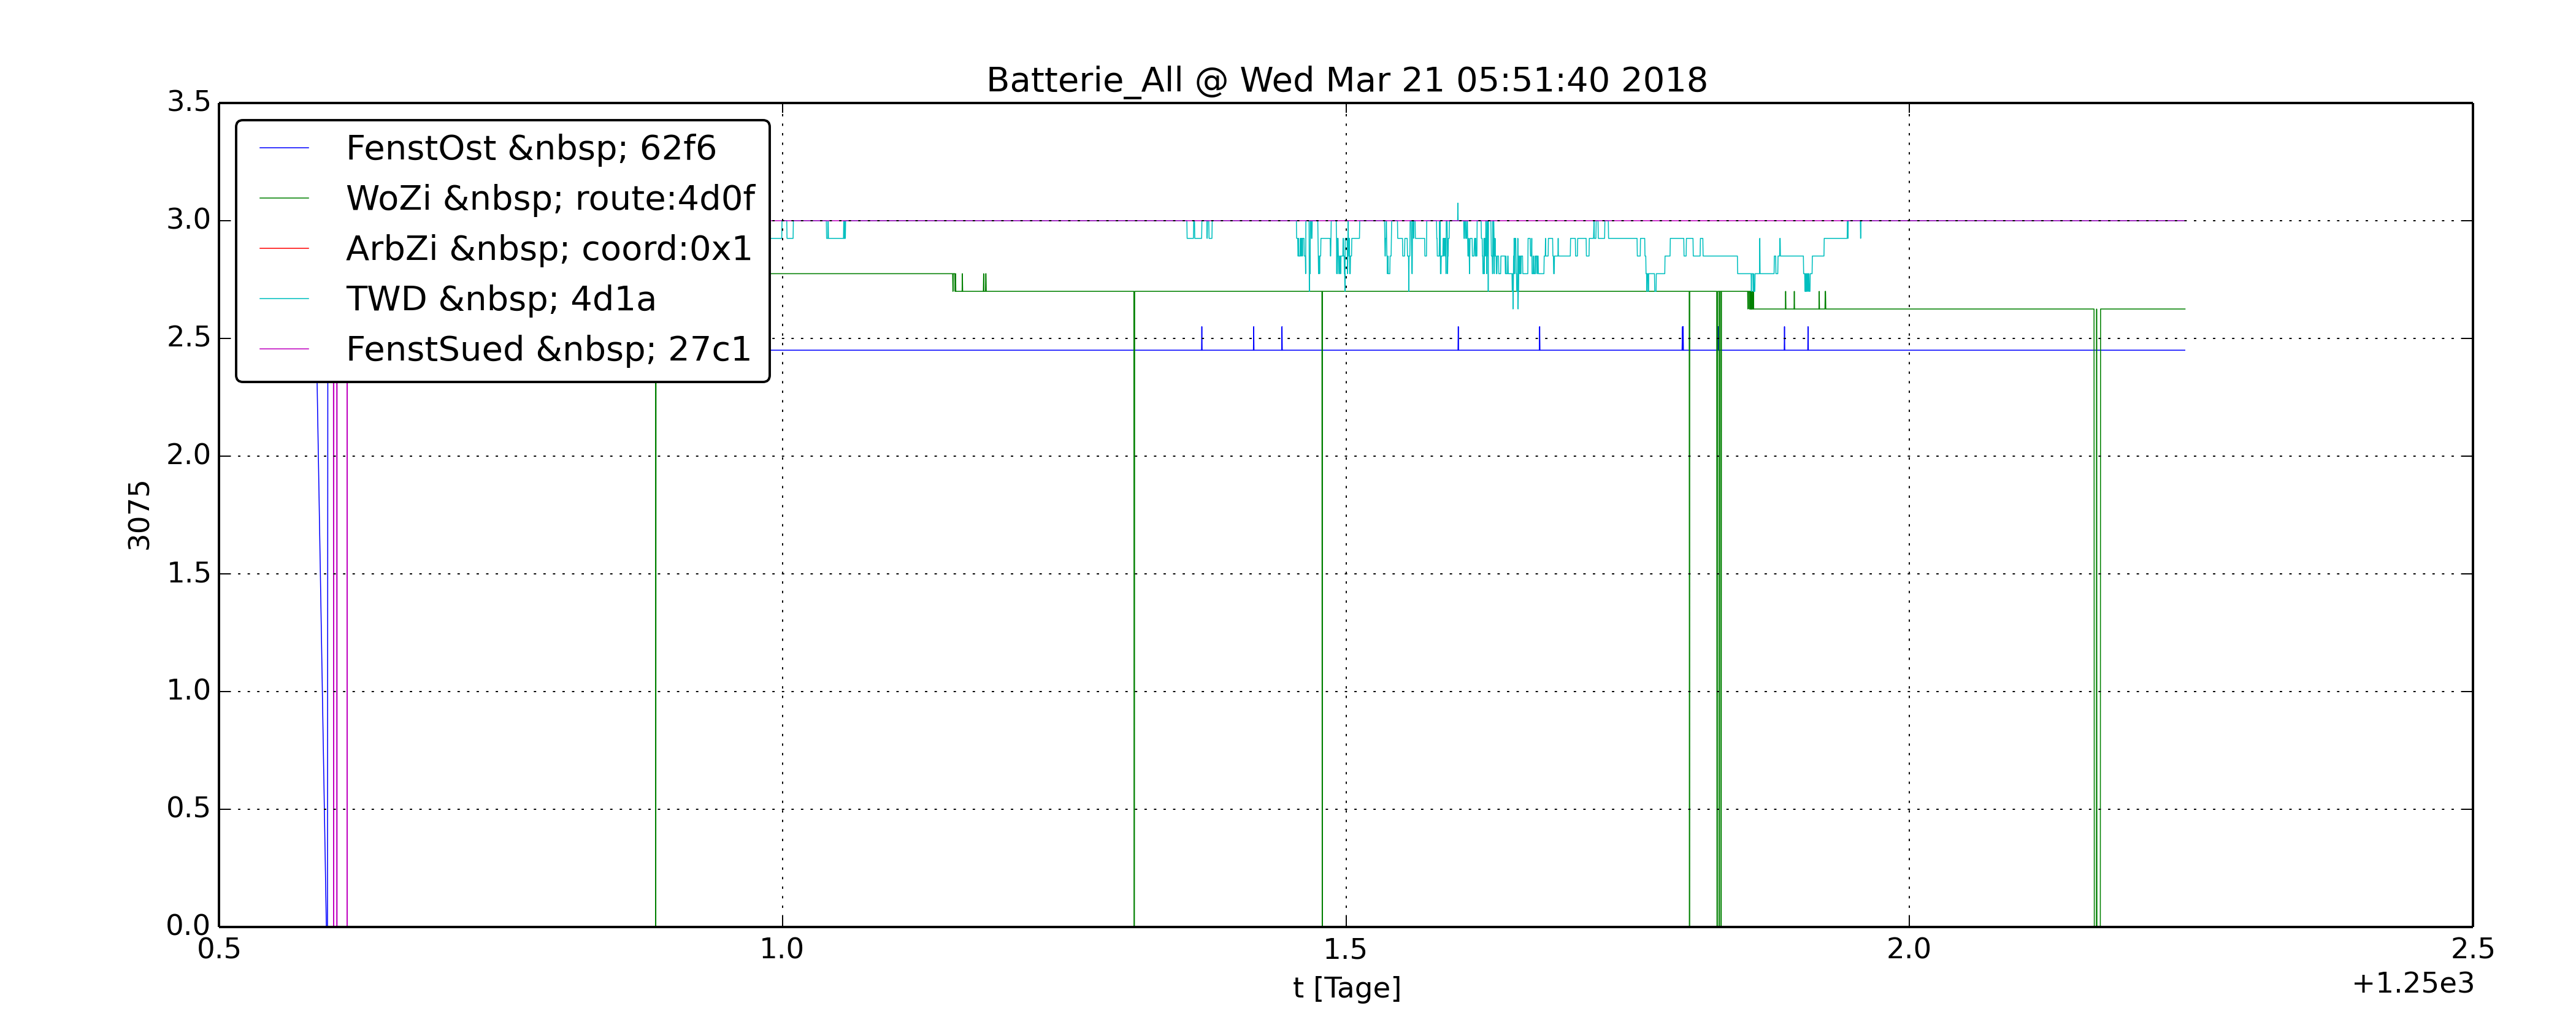 Batterie_All @ Wed Mar 21 05:51:40 2018
3.5
3.0
2.5
2.0
1.5
1.0
0.5
0.0
3075
FenstOst &nbsp; 62f6
WoZi &nbsp; route:4d0f
ArbZi &nbsp; coord:0x1
TWD &nbsp; 4d1a
FenstSued &nbsp; 27c1
0.5 1.0 1.5 2.0 2.5
t [Tage]
+1.25e3